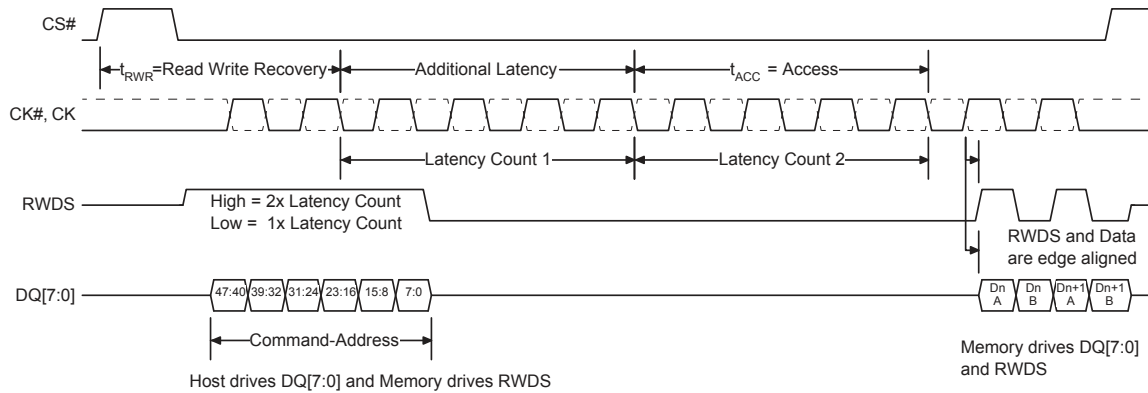 CS#
tRWR=Read Write Recovery
Additional Latency
tACC = Access
CK#, CK
Latency Count 1
Latency Count 2
RWDS
High = 2x Latency Count
Low = 1x Latency Count
RWDS and Data
are edge aligned
DQ[7:0]
47:40 39:32 31:24 23:16 15:8 7:0
Dn A
Dn B
Dn+1 A
Dn+1 B
Command-Address
Memory drives DQ[7:0]
and RWDS
Host drives DQ[7:0] and Memory drives RWDS